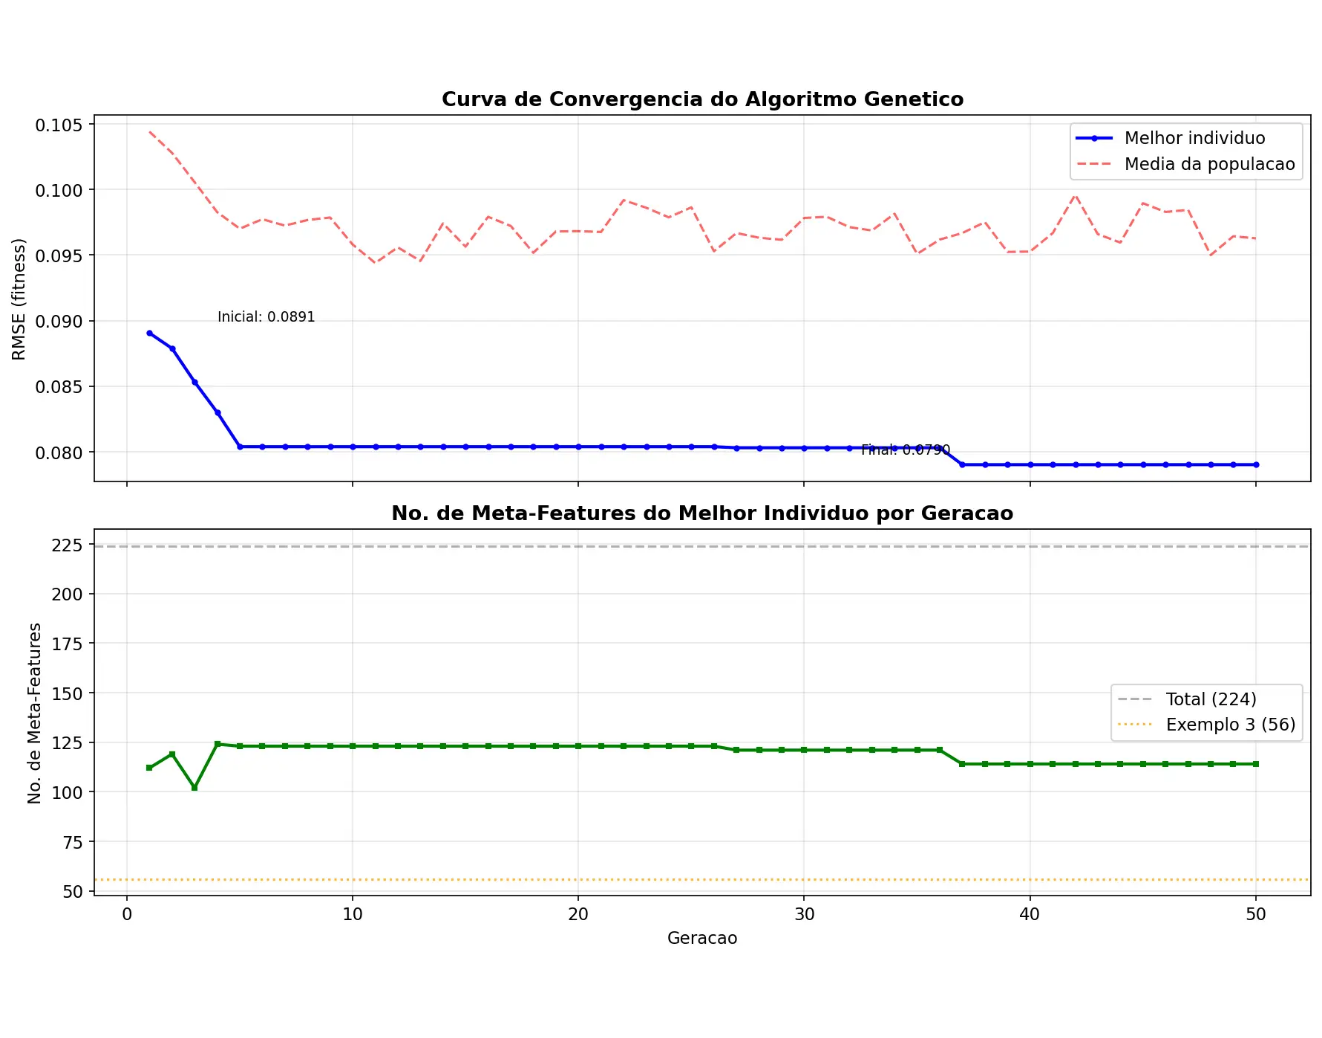 Curva de Convergencia do Algoritmo Genetico
0.105
0.100
0.095
0.090
0.085
0.080
RMSE (fitness)
Melhor individuo
Media da populacao
Inicial: 0.0891
Final: 0.0790
No. de Meta-Features do Melhor Individuo por Geracao
225
200
175
150
125
100
75
50
No. de Meta-Features
Total (224)
Exemplo 3 (56)
0 10 20 30 40 50
Geracao